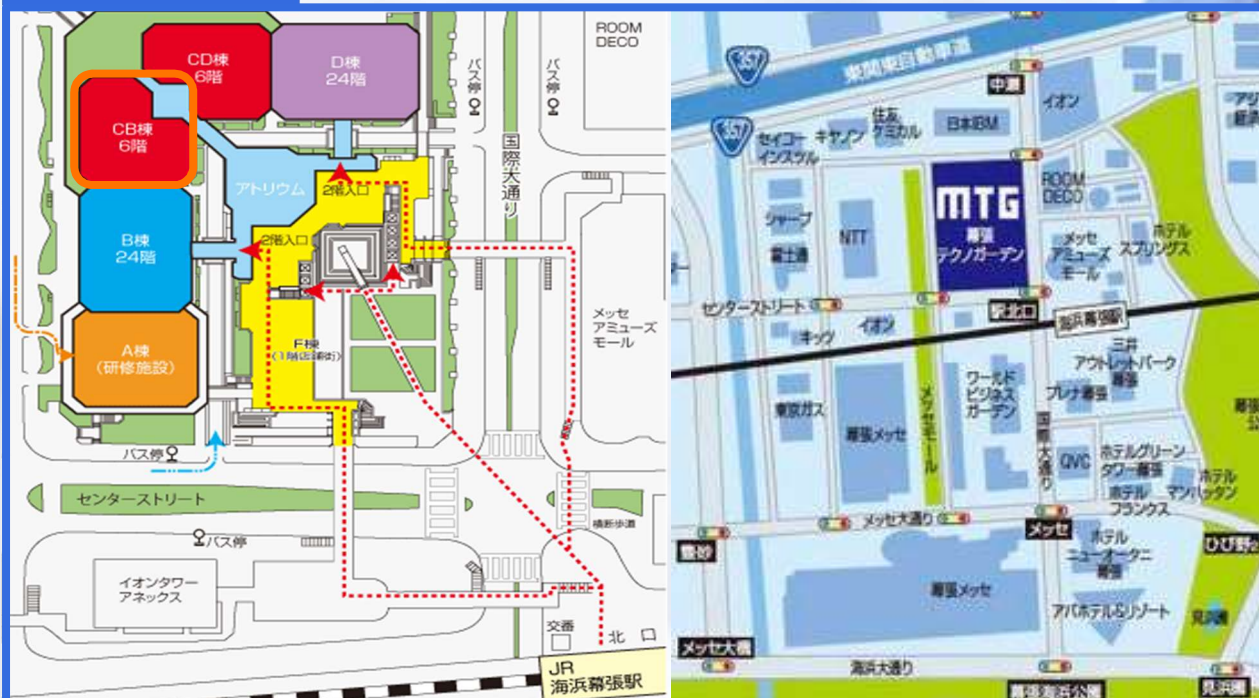 CD棟
6階
D棟
24階
ROOM
DECO
バス停
バス停
CB棟
6階
国際大通り
アトリウム
2階入口
2階入口
B棟
24階
メッセ
アミューズ
モール
A棟
(研修施設)
F棟
(1階店舗街)
バス停
センターストリート
横断歩道
バス停
イオンタワー
アネックス
交番
北口
JR
海浜幕張駅
357
東関東自動車道
中瀬
イオン
357
セイコー
インスツル
キヤノン
住友
ケミカル
日本IBM
MTG
幕張
テクノガーデン
ROOM
DECO
シャープ
NTT
富士通
メッセ
アミューズ
モール
ホテル
スプリングス
センターストリート
駅北口
海浜幕張駅
キッツ
イオン
三井
アウトレットパーク
幕張
ワールド
ビジネス
ガーデン
プレナ幕張
東京ガス
幕張メッセ
メッセモール
国際大通り
QVC
ホテルグリーン
タワー幕張
ホテル
フランクス
ホテル
マンハッタン
メッセ大通り
メッセ
豊砂
ホテル
ニューオータニ
幕張
ひび野
幕張メッセ
アパホテル&リゾート
見浜園
メッセ大橋
海浜大通り
幕張海浜公園